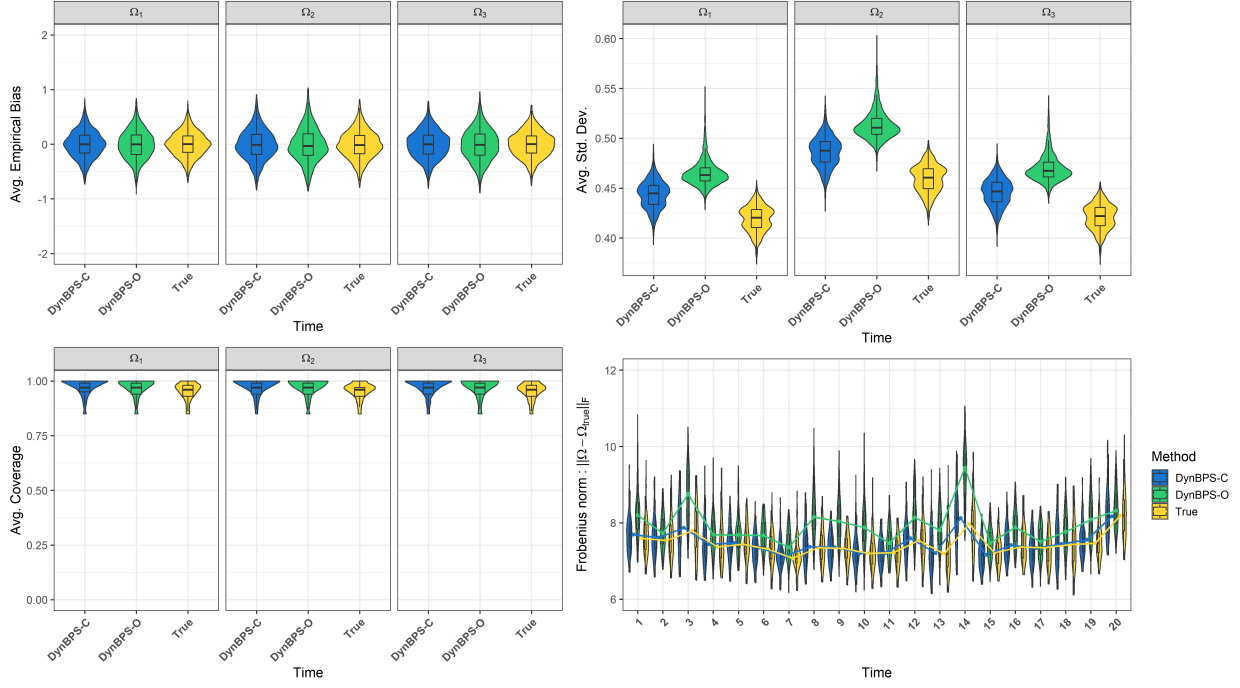 Ω₁ Ω₂ Ω₃
Avg. Empirical Bias
2
1
0
-1
-2
DynBPS-C DynBPS-O True DynBPS-C DynBPS-O True DynBPS-C DynBPS-O True
Time
Ω₁ Ω₂ Ω₃
Avg. Std. Dev.
0.60
0.55
0.50
0.45
0.40
DynBPS-C DynBPS-O True DynBPS-C DynBPS-O True DynBPS-C DynBPS-O True
Time
Ω₁ Ω₂ Ω₃
Avg. Coverage
1.00
0.75
0.50
0.25
0.00
DynBPS-C DynBPS-O True DynBPS-C DynBPS-O True DynBPS-C DynBPS-O True
Time
Frobenius norm : ||Ω − Ω_true||_F
12
10
8
6
1 2 3 4 5 6 7 8 9 10 11 12 13 14 15 16 17 18 19 20
Time
Method
DynBPS-C
DynBPS-O
True